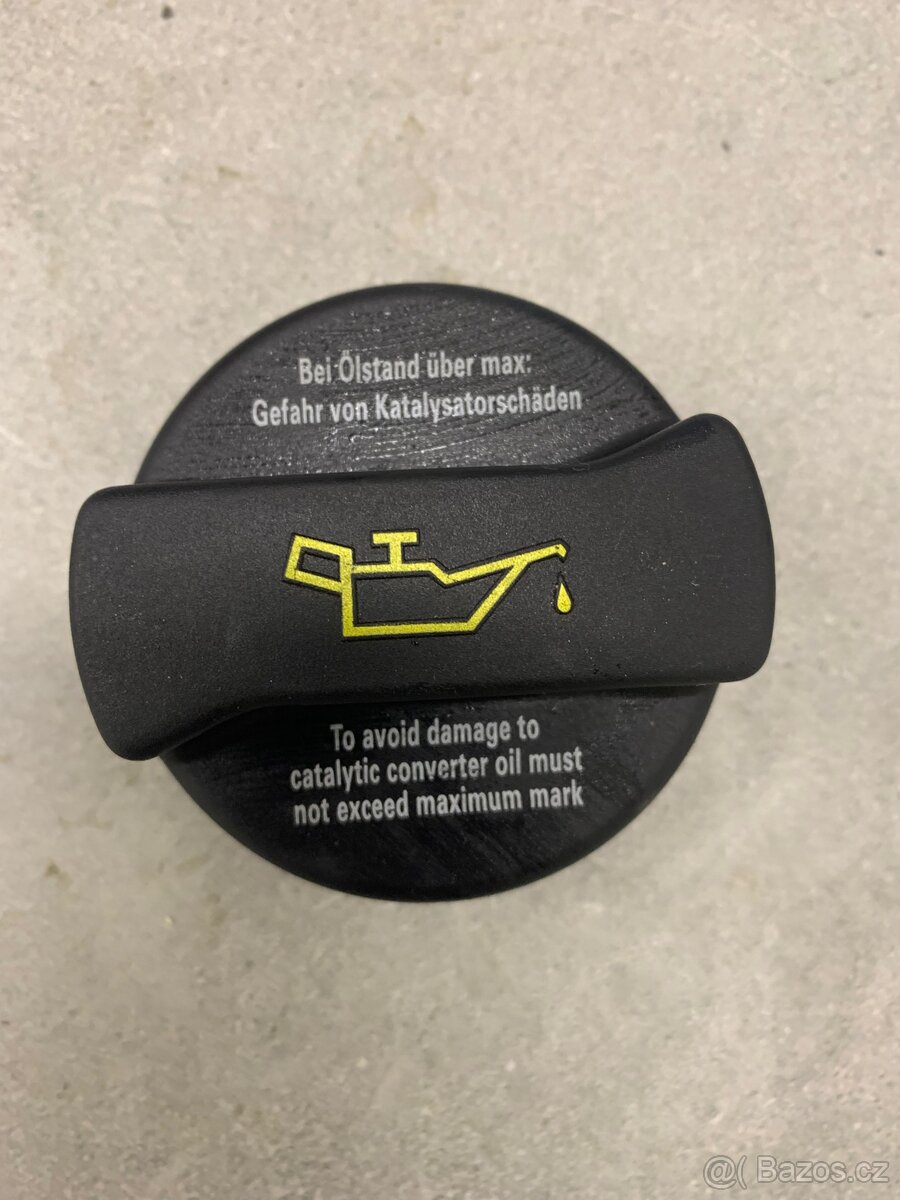 Bei Ölstand über max:
Gefahr von Katalysatorschäden
To avoid damage to
catalytic converter oil must
not exceed maximum mark
@( Bazos.cz